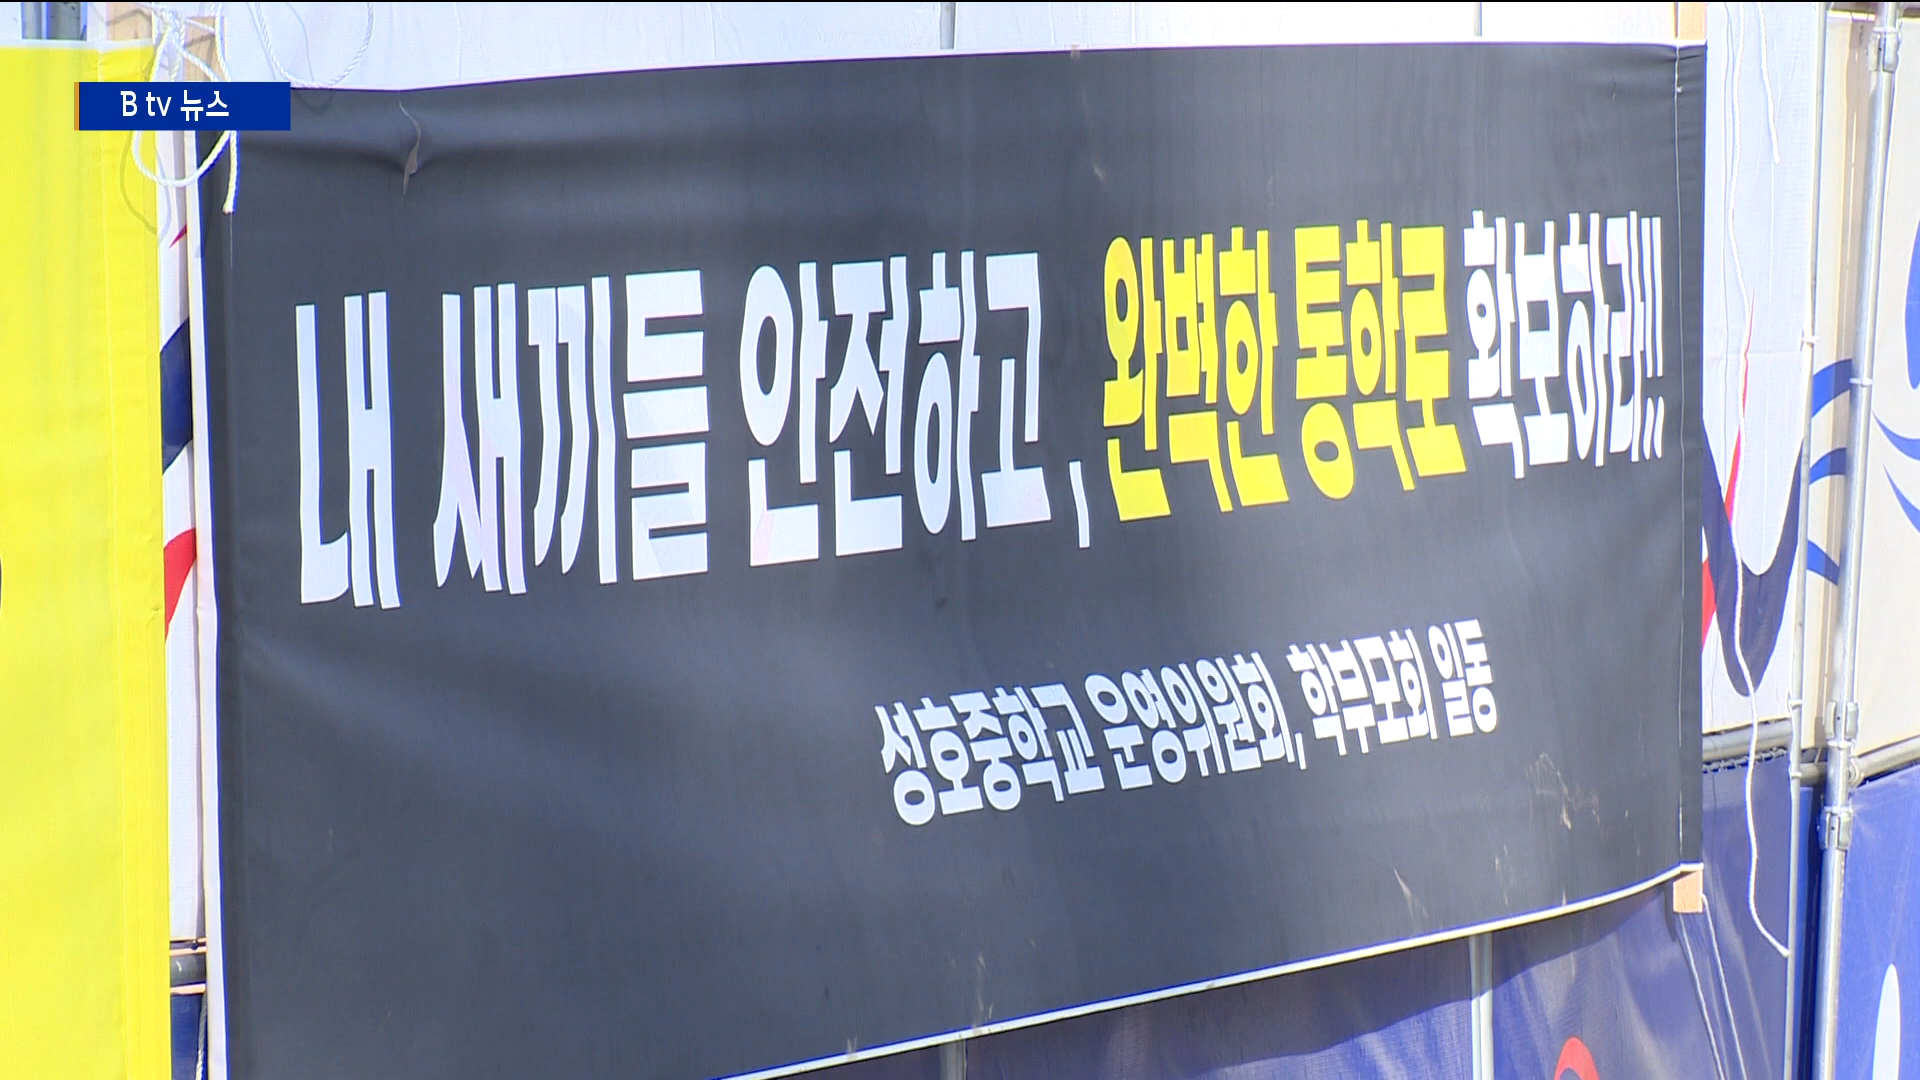 B tv 뉴스
내 새끼들 안전하고, 완벽한 통학로 확보하라!!
성호중학교 운영위원회, 학부모회 일동